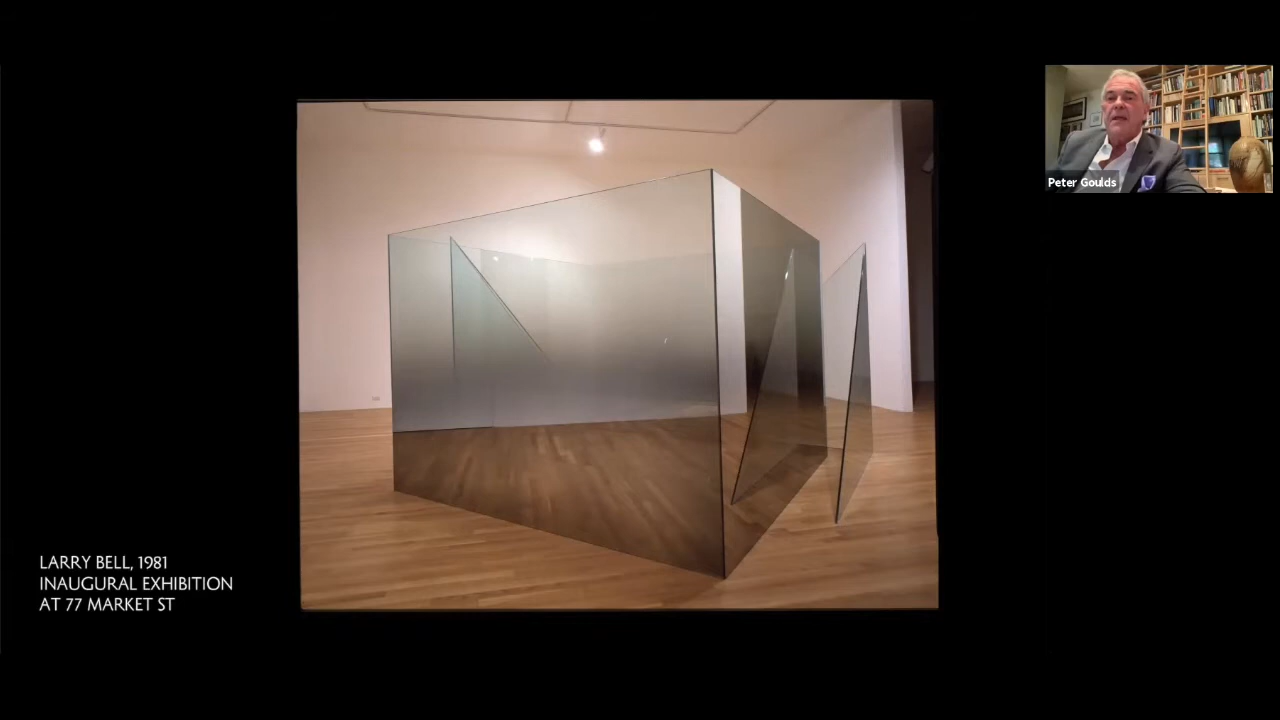 Peter Goulds
LARRY BELL, 1981
INAUGURAL EXHIBITION
AT 77 MARKET ST